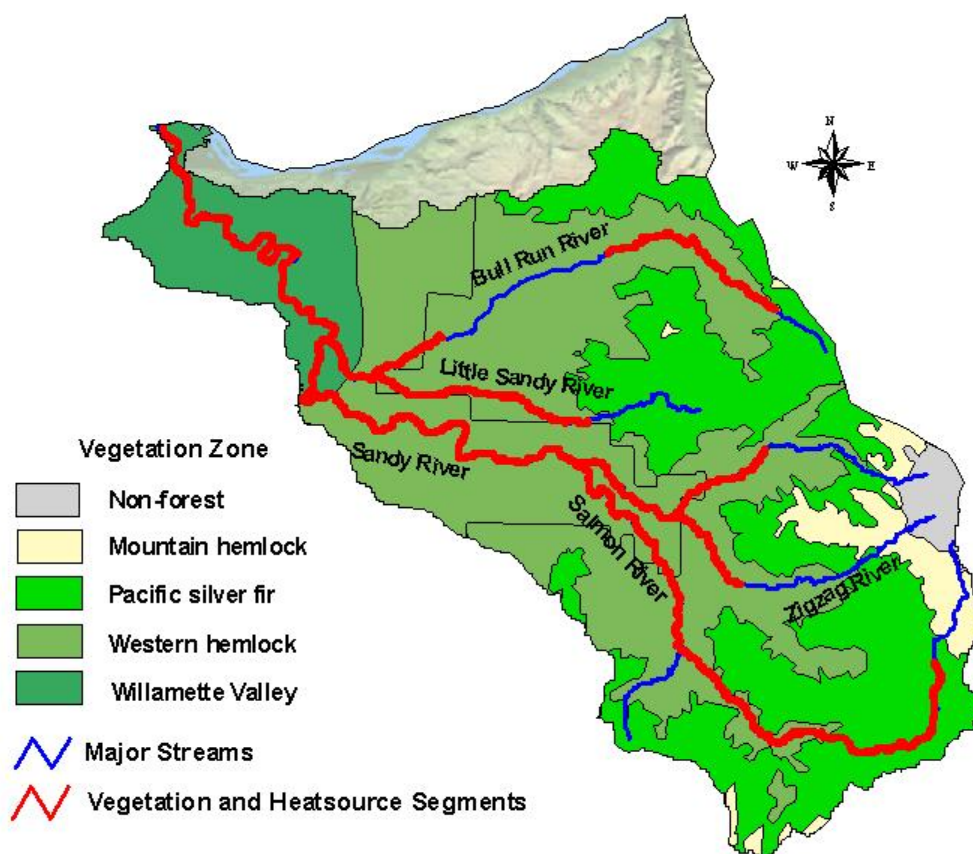 N
W E
S
Bull Run River
Little Sandy River
Sandy River
Salmon River
Zigzag River
Vegetation Zone
Non-forest
Mountain hemlock
Pacific silver fir
Western hemlock
Willamette Valley
Major Streams
Vegetation and Heatsource Segments